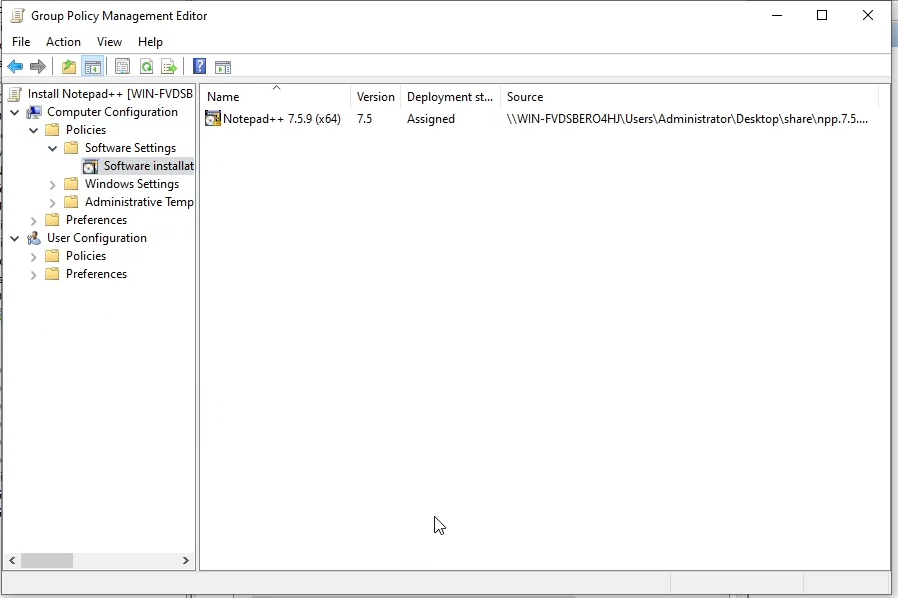 Group Policy Management Editor
File Action View Help
Install Notepad++ [WIN-FVDSB
Computer Configuration
Policies
Software Settings
Software installat
Windows Settings
Administrative Temp
Preferences
User Configuration
Policies
Preferences
Name Version Deployment st... Source
Notepad++ 7.5.9 (x64) 7.5 Assigned \\WIN-FVDSBERO4HJ\Users\Administrator\Desktop\share\npp.7.5....